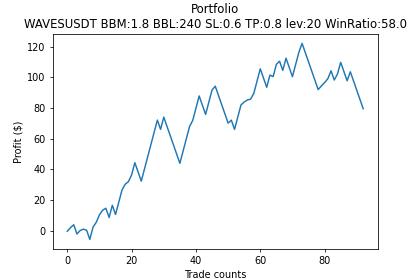 Portfolio
WAVESUSDT BBM:1.8 BBL:240 SL:0.6 TP:0.8 lev:20 WinRatio:58.0
120
100
80
60
40
20
0
Profit ($)
0 20 40 60 80
Trade counts